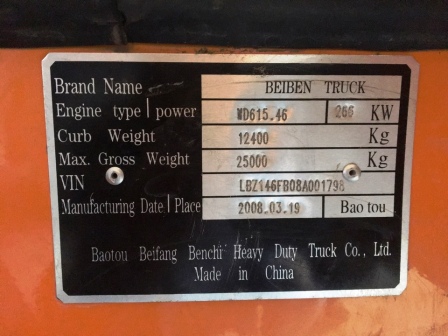 Brand Name BEIBEN TRUCK
Engine type | power WD615.46 266 KW
Curb Weight 12400 Kg
Max. Gross Weight 25000 Kg
VIN LBZ146FB08A001798
Manufacturing Date | Place 2008.03.19 Baotou
Baotou Beifang Benchi Heavy Duty Truck Co., Ltd.
Made in China